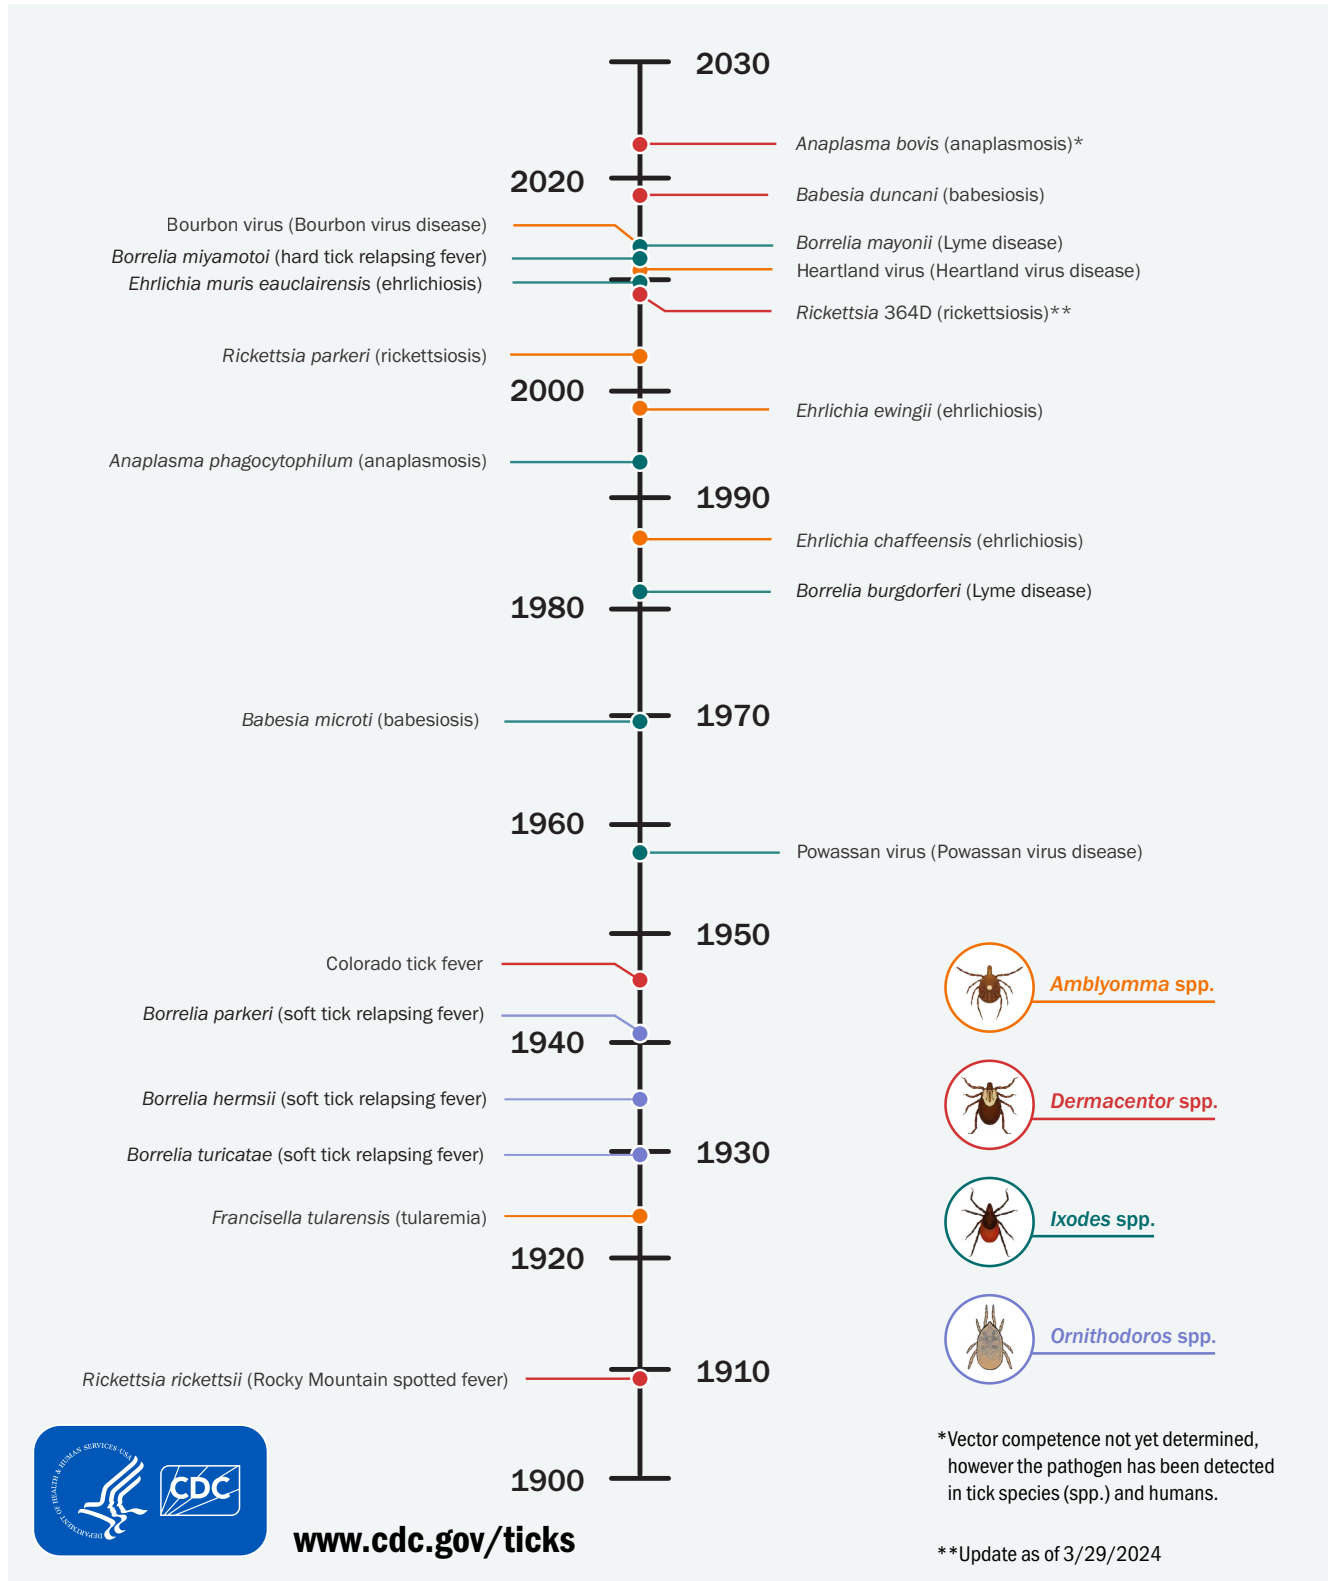 2030
Anaplasma bovis (anaplasmosis)*
2020
Babesia duncani (babesiosis)
Bourbon virus (Bourbon virus disease)
Borrelia mayonii (Lyme disease)
Borrelia miyamotoi (hard tick relapsing fever)
Heartland virus (Heartland virus disease)
Ehrlichia muris eauclairensis (ehrlichiosis)
Rickettsia 364D (rickettsiosis)**
Rickettsia parkeri (rickettsiosis)
2000
Ehrlichia ewingii (ehrlichiosis)
Anaplasma phagocytophilum (anaplasmosis)
1990
Ehrlichia chaffeensis (ehrlichiosis)
Borrelia burgdorferi (Lyme disease)
1980
1970
Babesia microti (babesiosis)
1960
Powassan virus (Powassan virus disease)
1950
Colorado tick fever
Amblyomma spp.
Borrelia parkeri (soft tick relapsing fever)
1940
Borrelia hermsii (soft tick relapsing fever)
Dermacentor spp.
1930
Borrelia turicatae (soft tick relapsing fever)
Francisella tularensis (tularemia)
Ixodes spp.
1920
Ornithodoros spp.
1910
Rickettsia rickettsii (Rocky Mountain spotted fever)
*Vector competence not yet determined,
however the pathogen has been detected
in tick species (spp.) and humans.
1900
DEPARTMENT OF HEALTH & HUMAN SERVICES·USA
CDC
www.cdc.gov/ticks
**Update as of 3/29/2024